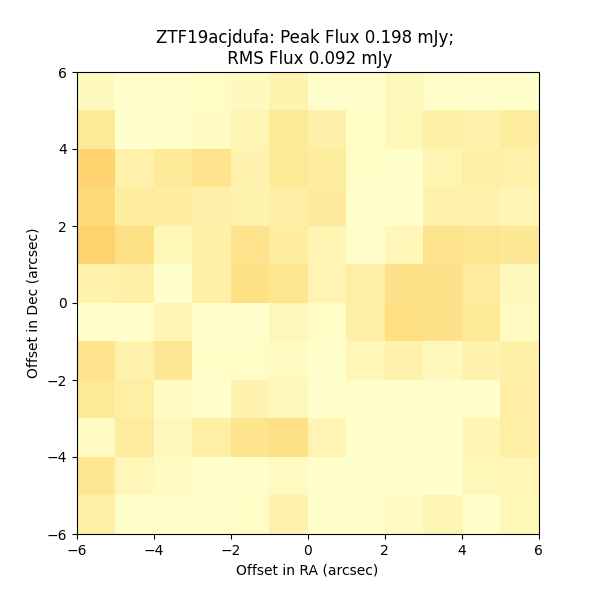 ZTF19acjdufa: Peak Flux 0.198 mJy;
RMS Flux 0.092 mJy
6
4
2
0
−2
−4
−6
Offset in Dec (arcsec)
−6 −4 −2 0 2 4 6
Offset in RA (arcsec)